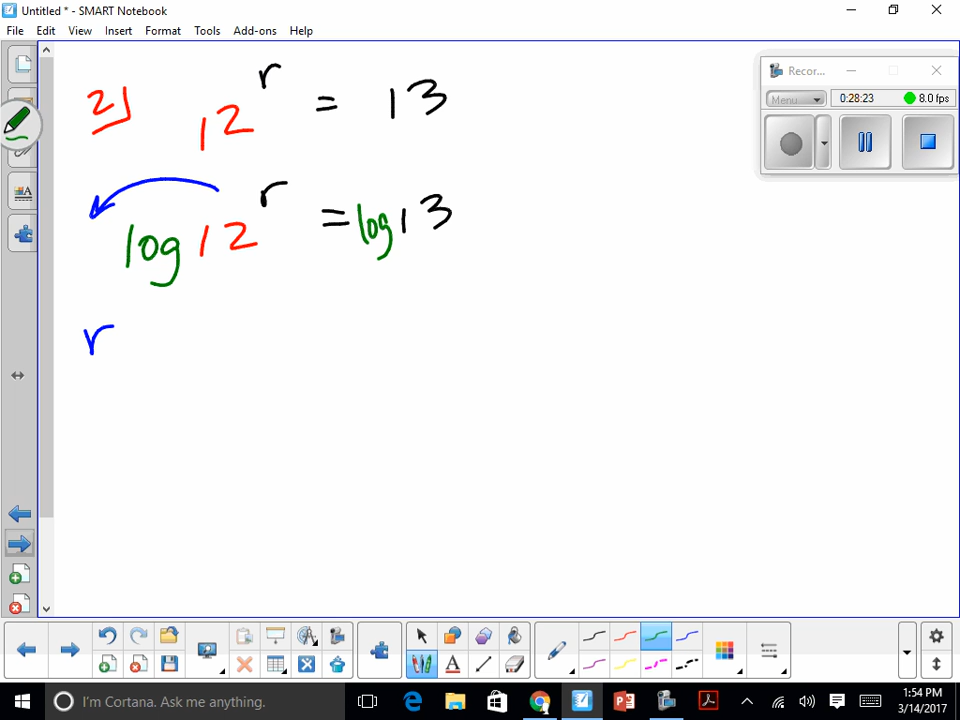 Untitled * - SMART Notebook
File Edit View Insert Format Tools Add-ons Help
Recor...
Menu
0:28:23
8.0 fps
21 12^r = 13
log 12^r = log 13
r
A
I'm Cortana. Ask me anything.
1:54 PM
3/14/2017